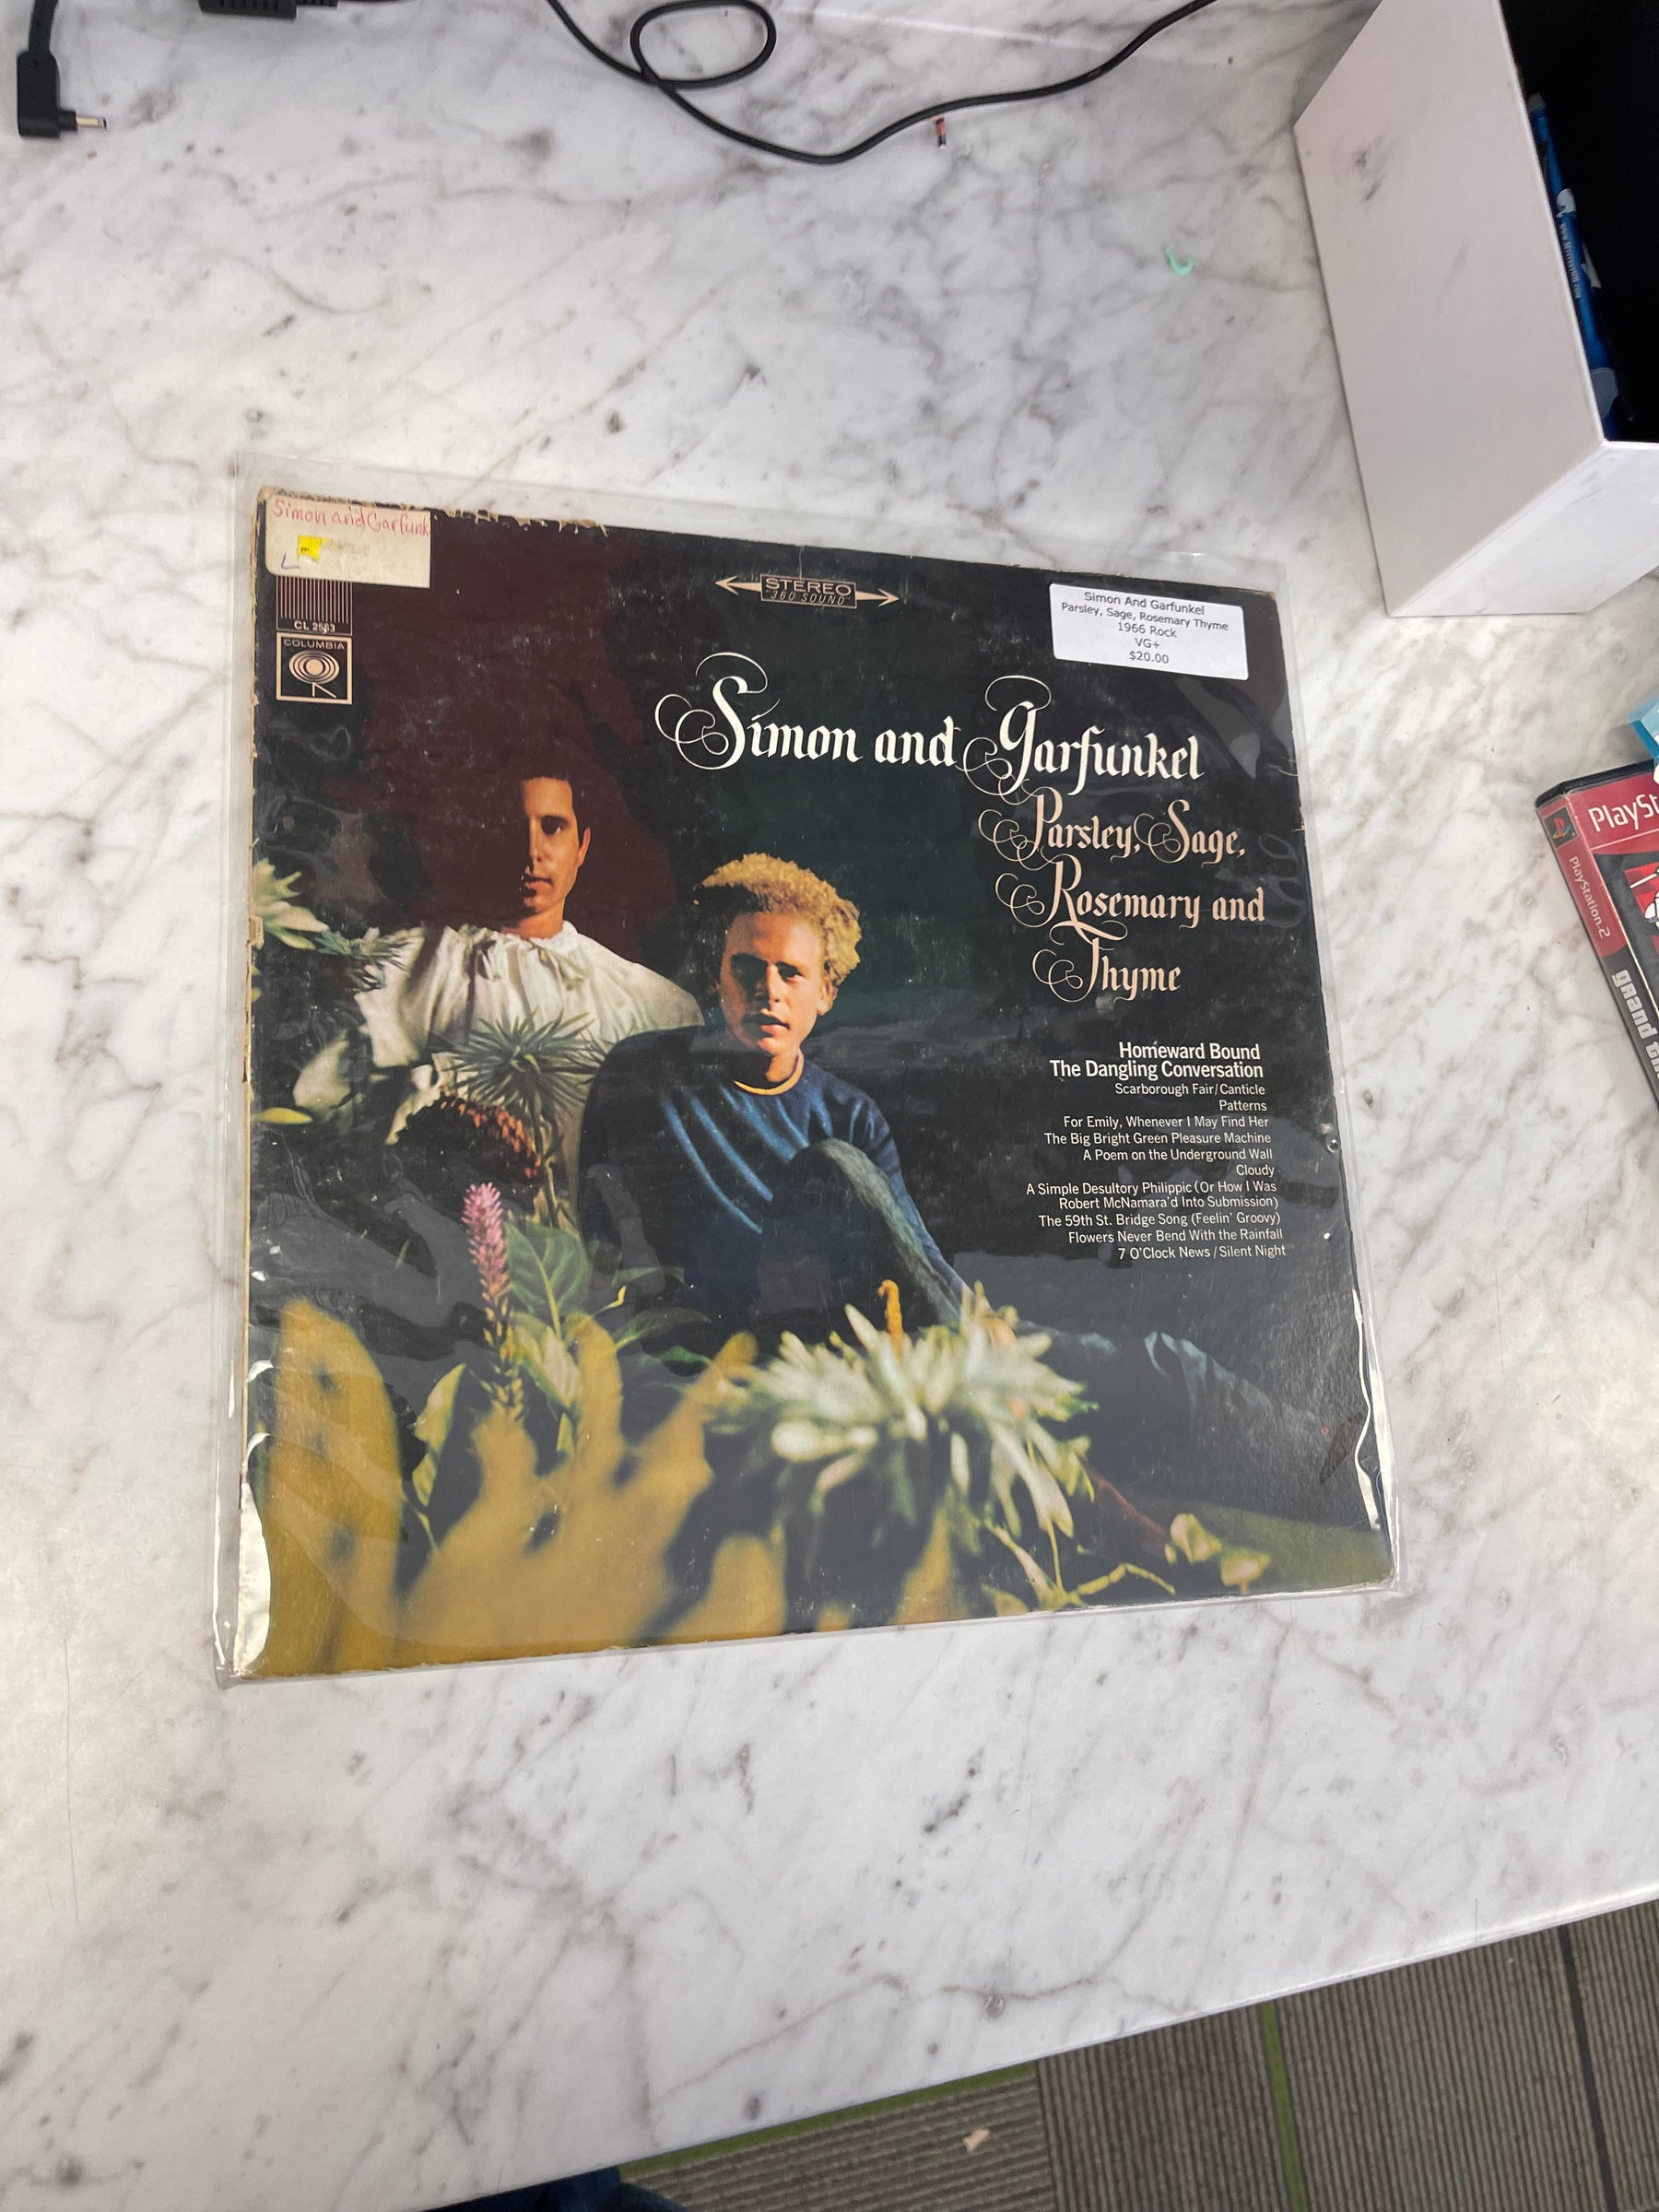 Simon and Garfunk
CL 2563
COLUMBIA
STEREO
"360 SOUND"
Simon And Garfunkel
Parsley, Sage, Rosemary Thyme
1966 Rock
VG+
$20.00
Simon and Garfunkel
Parsley, Sage,
Rosemary and
Thyme
Homeward Bound
The Dangling Conversation
Scarborough Fair/Canticle
Patterns
For Emily, Whenever I May Find Her
The Big Bright Green Pleasure Machine
A Poem on the Underground Wall
Cloudy
A Simple Desultory Philippic (Or How I Was
Robert McNamara'd Into Submission)
The 59th St. Bridge Song (Feelin' Groovy)
Flowers Never Bend With the Rainfall
7 O'Clock News / Silent Night
PlaySt
PlayStation 2
grand th